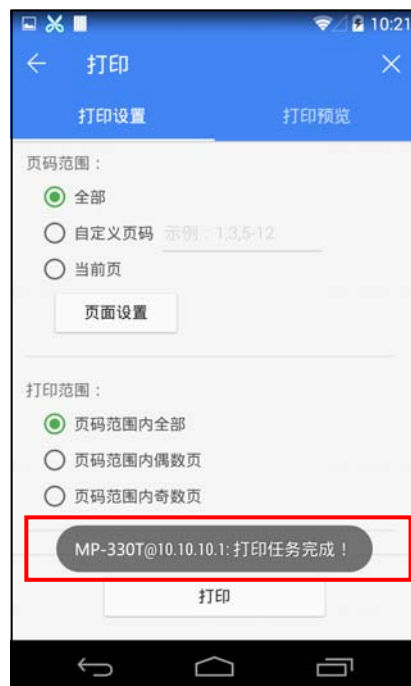 10:21
打印
打印设置 打印预览
页码范围：
全部
自定义页码 示例：1,3,5-12
当前页
页面设置
打印范围：
页码范围内全部
页码范围内偶数页
页码范围内奇数页
MP-330T@10.10.10.1: 打印任务完成！
打印